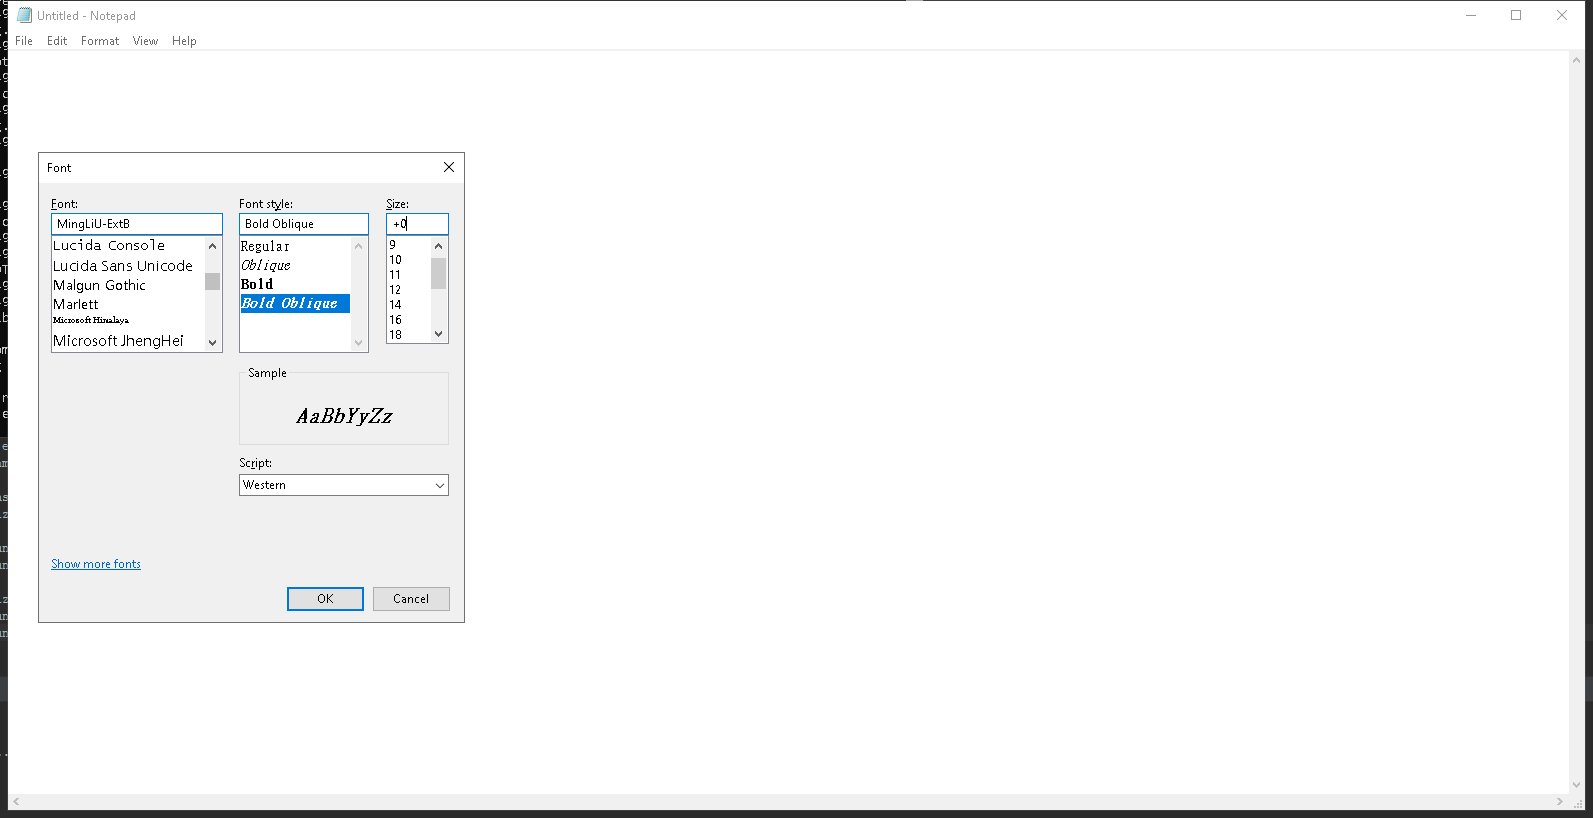 Untitled - Notepad
File Edit Format View Help
Font
Font: Font style: Size:
MingLiU-ExtB Bold Oblique +0
Lucida Console Regular 9
Lucida Sans Unicode Oblique 10
Malgun Gothic Bold 11
Marlett Bold Oblique 12
Microsoft Himalaya 14
Microsoft JhengHei 16
18
Sample
AaBbYyZz
Script:
Western
Show more fonts
OK Cancel